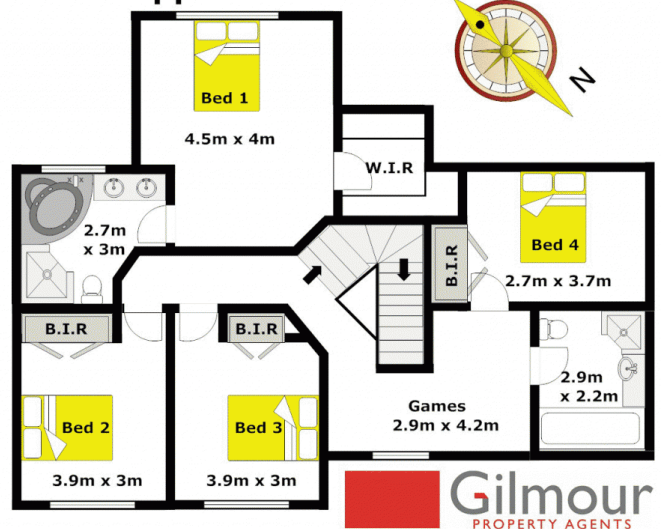 Bed 1
4.5m x 4m
W.I.R
N
2.7m
x 3m
B.I.R
Bed 4
2.7m x 3.7m
B.I.R
B.I.R
2.9m
x 2.2m
Games
2.9m x 4.2m
Bed 2
Bed 3
3.9m x 3m
3.9m x 3m
Gilmour
PROPERTY AGENTS